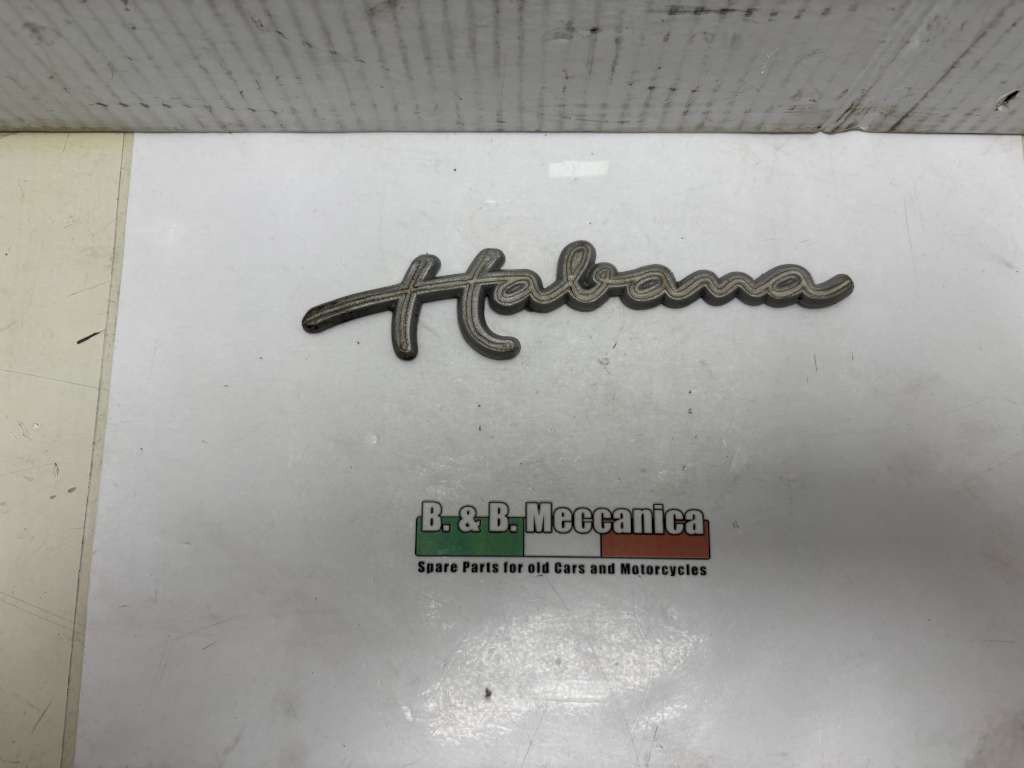 Habana
B. & B. Meccanica
Spare Parts for old Cars and Motorcycles